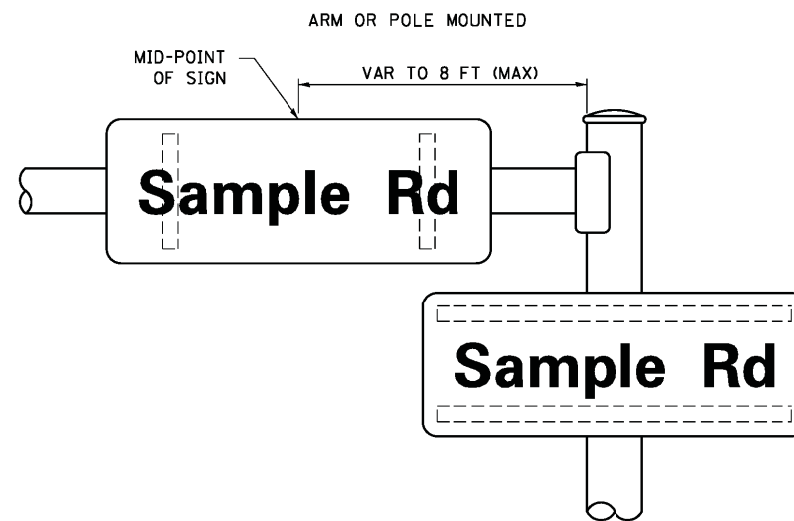 ARM OR POLE MOUNTED
MID-POINT
OF SIGN
VAR TO 8 FT (MAX)
Sample Rd
Sample Rd